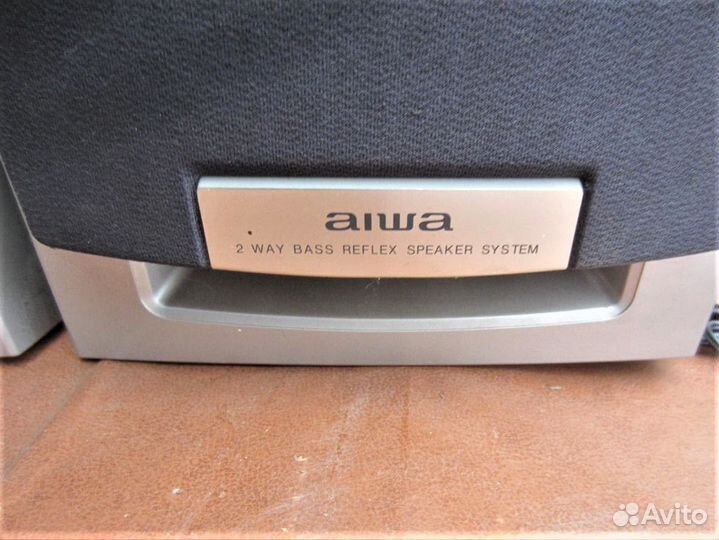 aiwa
2 WAY BASS REFLEX SPEAKER SYSTEM
Avito